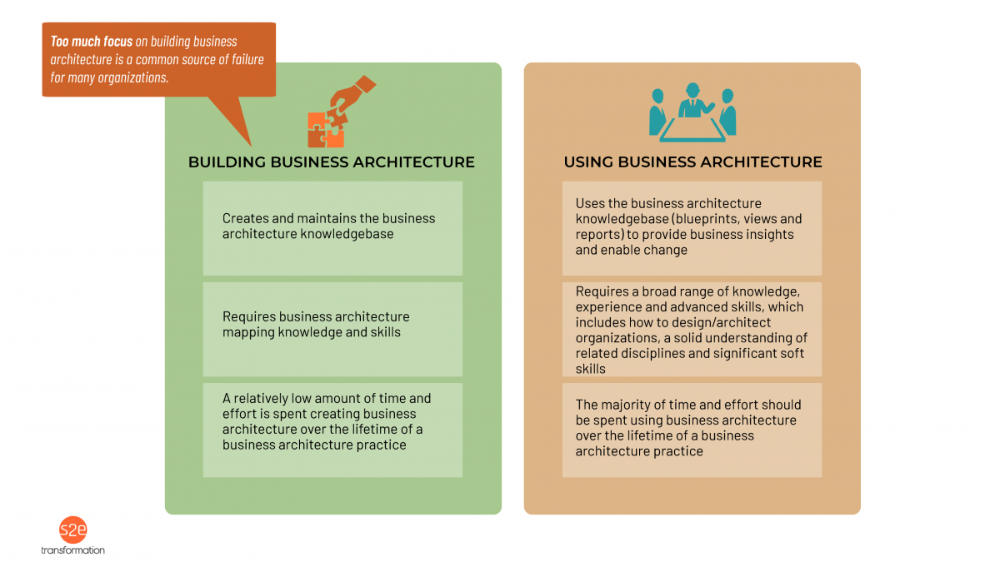 Too much focus on building business
architecture is a common source of failure
for many organizations.
BUILDING BUSINESS ARCHITECTURE
Creates and maintains the business
architecture knowledgebase
Requires business architecture
mapping knowledge and skills
A relatively low amount of time and
effort is spent creating business
architecture over the lifetime of a
business architecture practice
USING BUSINESS ARCHITECTURE
Uses the business architecture
knowledgebase (blueprints, views and
reports) to provide business insights
and enable change
Requires a broad range of knowledge,
experience and advanced skills, which
includes how to design/architect
organizations, a solid understanding of
related disciplines and significant soft
skills
The majority of time and effort should
be spent using business architecture
over the lifetime of a business
architecture practice
s2e
transformation